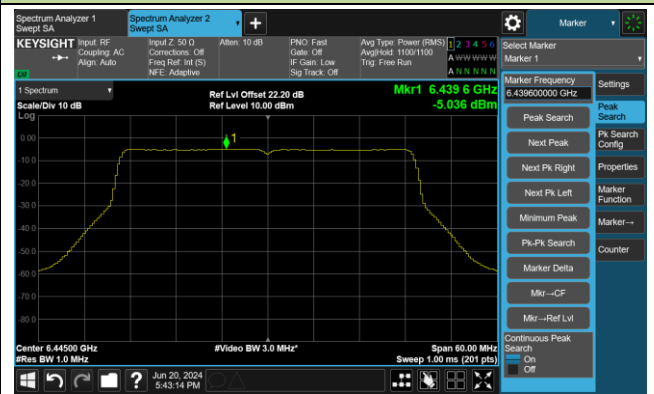 Spectrum Analyzer 1
Swept SA
Spectrum Analyzer 2
Swept SA
Marker
KEYSIGHT
Input: RF
Coupling: AC
Align: Auto
Input Z: 50 Ω
Corrections: Off
Freq Ref: Int (S)
NFE: Adaptive
Atten: 10 dB
PNO: Fast
Gate: Off
IF Gain: Low
Sig Track: Off
Avg Type: Power (RMS)
Avg|Hold: 1100/1100
Trig: Free Run
1 2 3 4 5 6
A W W W W W
A N N N N N
LXI
Select Marker
Marker 1
1 Spectrum
Scale/Div 10 dB
Log
Ref Lvl Offset 22.20 dB
Ref Level 10.00 dBm
Mkr1 6.439 6 GHz
-5.036 dBm
1
0.00
-10.0
-20.0
-30.0
-40.0
-50.0
-60.0
-70.0
-80.0
Center 6.44500 GHz
#Res BW 1.0 MHz
#Video BW 3.0 MHz*
Span 60.00 MHz
Sweep 1.00 ms (201 pts)
Marker Frequency
6.439600000 GHz
Peak Search
Next Peak
Next Pk Right
Next Pk Left
Minimum Peak
Pk-Pk Search
Marker Delta
Mkr→CF
Mkr→Ref Lvl
Continuous Peak
Search
On
Off
Settings
Peak
Search
Pk Search
Config
Properties
Marker
Function
Marker→
Counter
Jun 20, 2024
5:43:14 PM